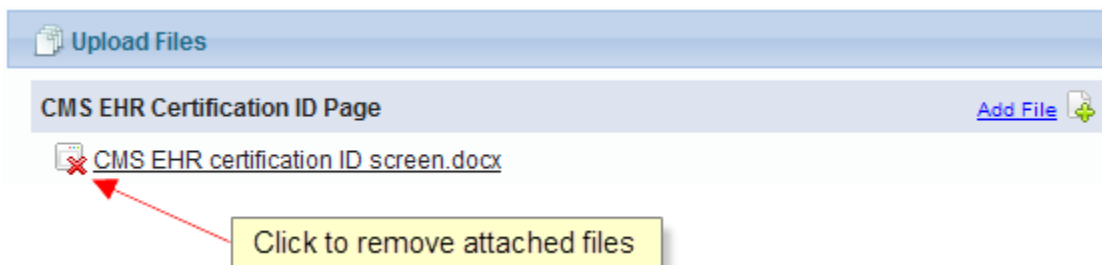 Upload Files
CMS EHR Certification ID Page Add File
CMS EHR certification ID screen.docx
Click to remove attached files